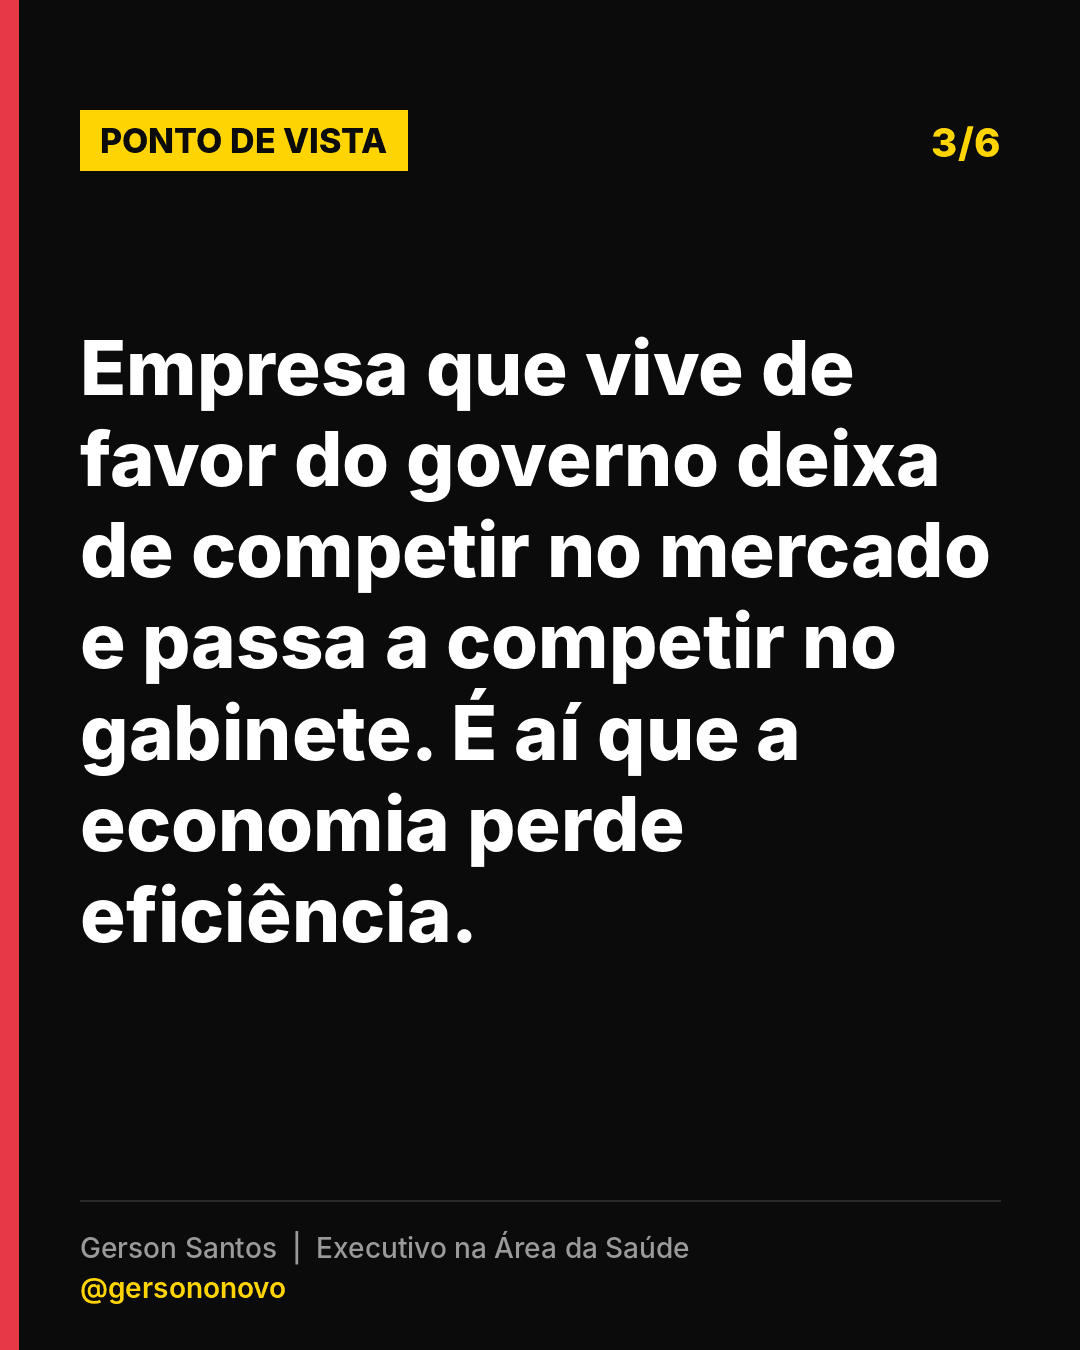 PONTO DE VISTA
3/6
Empresa que vive de
favor do governo deixa
de competir no mercado
e passa a competir no
gabinete. É aí que a
economia perde
eficiência.
Gerson Santos | Executivo na Área da Saúde
@gersononovo